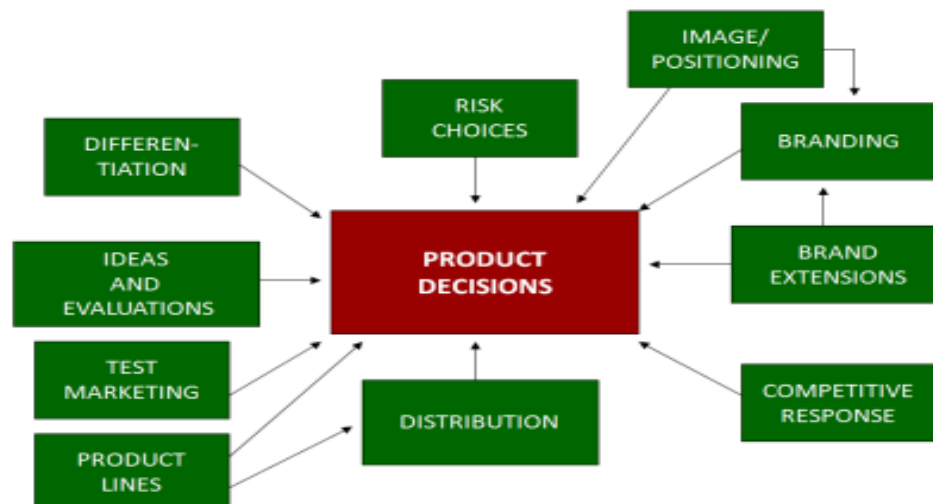 IMAGE/
POSITIONING
RISK
CHOICES
DIFFEREN-
TIATION
BRANDING
PRODUCT
DECISIONS
IDEAS
AND
EVALUATIONS
BRAND
EXTENSIONS
TEST
MARKETING
DISTRIBUTION
COMPETITIVE
RESPONSE
PRODUCT
LINES